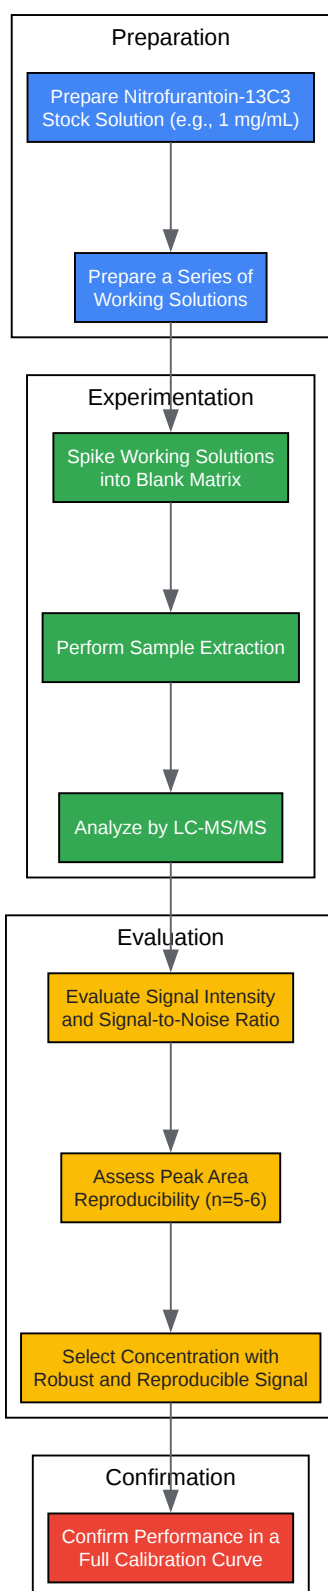 Preparation
Prepare Nitrofurantoin-13C3
Stock Solution (e.g., 1 mg/mL)
Prepare a Series of
Working Solutions
Experimentation
Spike Working Solutions
into Blank Matrix
Perform Sample Extraction
Analyze by LC-MS/MS
Evaluation
Evaluate Signal Intensity
and Signal-to-Noise Ratio
Assess Peak Area
Reproducibility (n=5-6)
Select Concentration with
Robust and Reproducible Signal
Confirmation
Confirm Performance in a
Full Calibration Curve